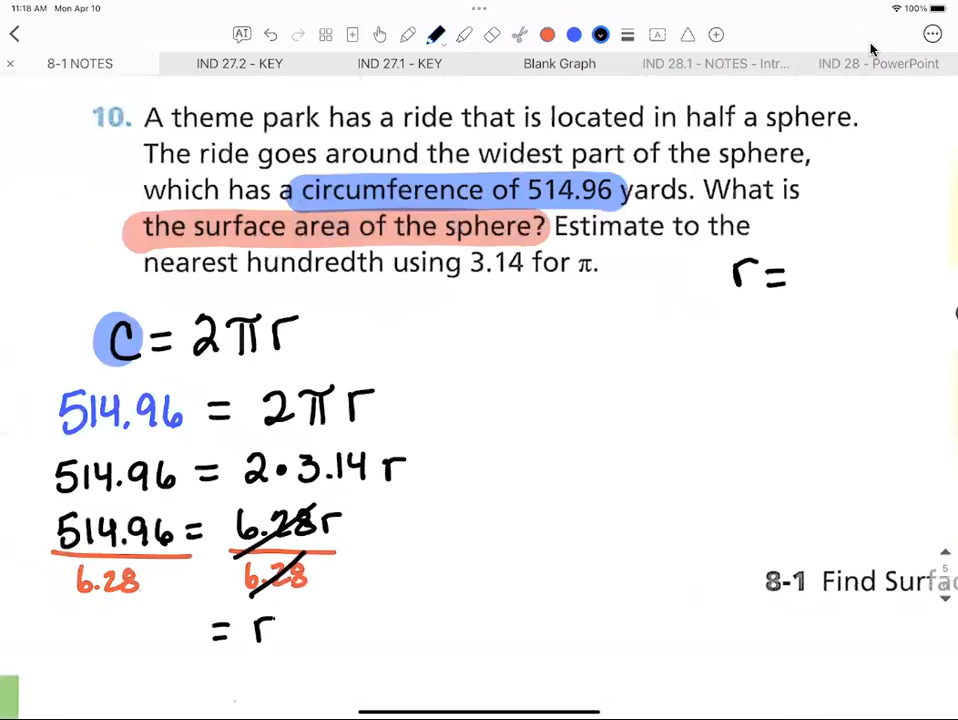 11:18 AM Mon Apr 10
100%
8-1 NOTES
IND 27.2 - KEY
IND 27.1 - KEY
Blank Graph
IND 28.1 - NOTES - Intr...
IND 28 - PowerPoint
10. A theme park has a ride that is located in half a sphere.
The ride goes around the widest part of the sphere,
which has a circumference of 514.96 yards. What is
the surface area of the sphere? Estimate to the
nearest hundredth using 3.14 for π.
r =
C = 2πr
514.96 = 2πr
514.96 = 2•3.14 r
514.96 = 6.28r
6.28 6.28
= r
5
8-1 Find Surfac